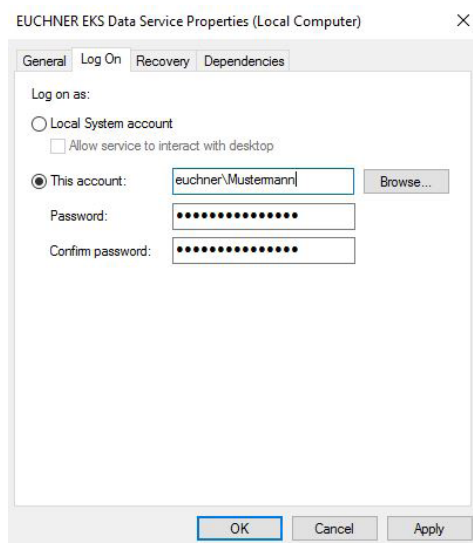 EUCHNER EKS Data Service Properties (Local Computer)
General Log On Recovery Dependencies
Log on as:
Local System account
Allow service to interact with desktop
This account: euchner\Mustermann Browse...
Password: •••••••••••••••
Confirm password: •••••••••••••••
OK Cancel Apply